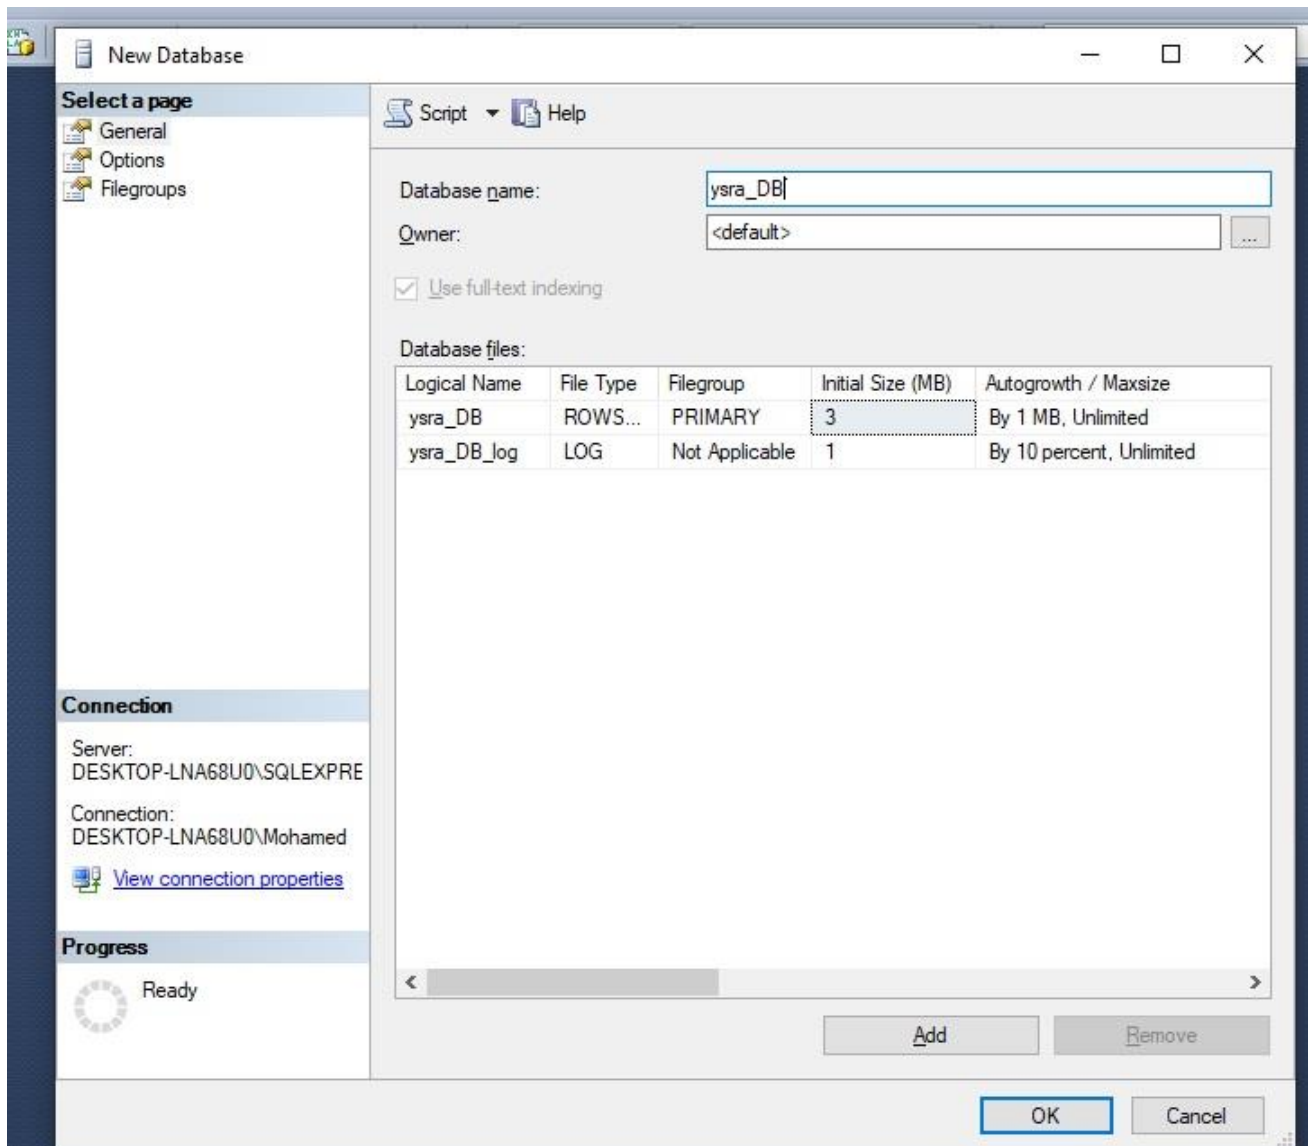 New Database
Select a page
General
Options
Filegroups
Script Help
Database name: ysra_DB
Owner: <default> ...
Use full-text indexing
Database files:
Logical Name File Type Filegroup Initial Size (MB) Autogrowth / Maxsize
ysra_DB ROWS... PRIMARY 3 By 1 MB, Unlimited
ysra_DB_log LOG Not Applicable 1 By 10 percent, Unlimited
Connection
Server:
DESKTOP-LNA68U0\SQLEXPRE
Connection:
DESKTOP-LNA68U0\Mohamed
View connection properties
Progress
Ready
Add Remove
OK Cancel